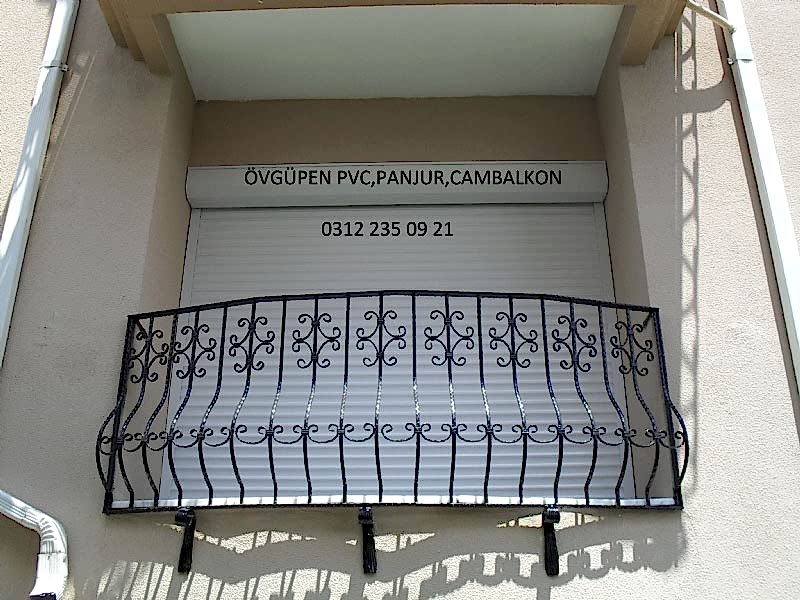 ÖVGÜPEN PVC,PANJUR,CAMBALKON
0312 235 09 21